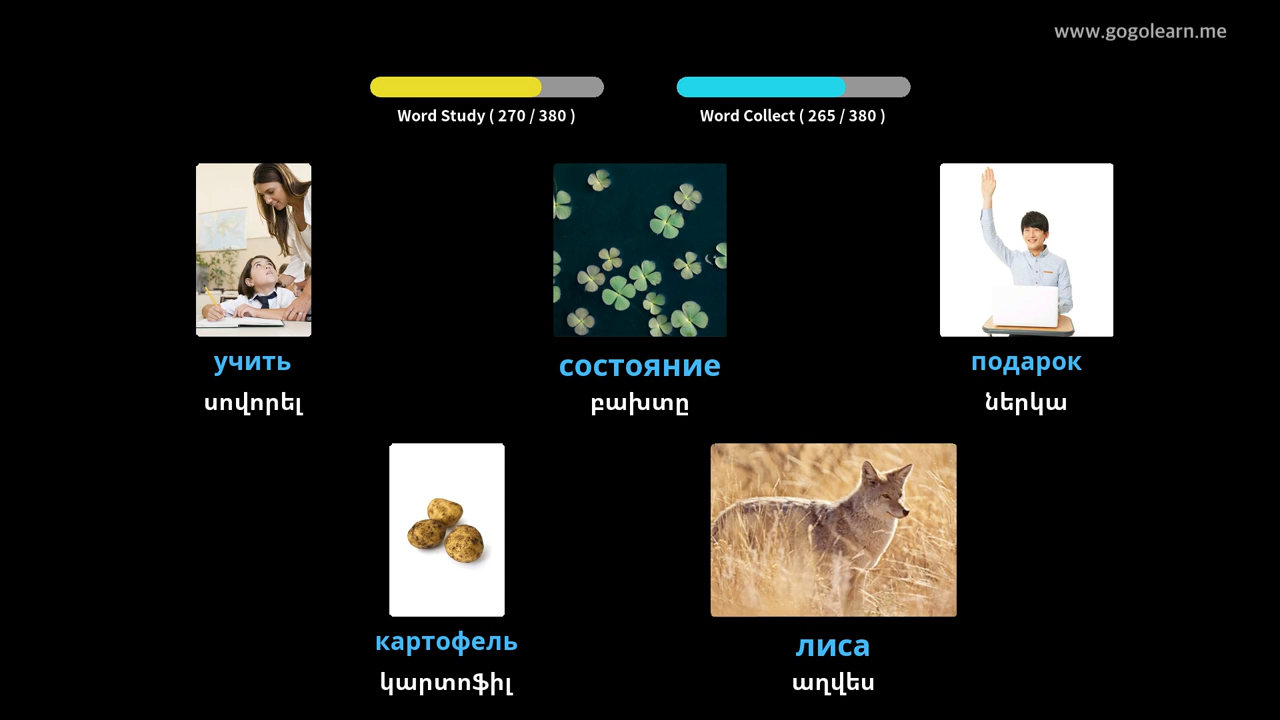 www.gogolearn.me
Word Study ( 270 / 380 )
Word Collect ( 265 / 380 )
учить
սովորել
состояние
բախտը
подарок
ներկա
картофель
կարտոֆիլ
лиса
աղվես